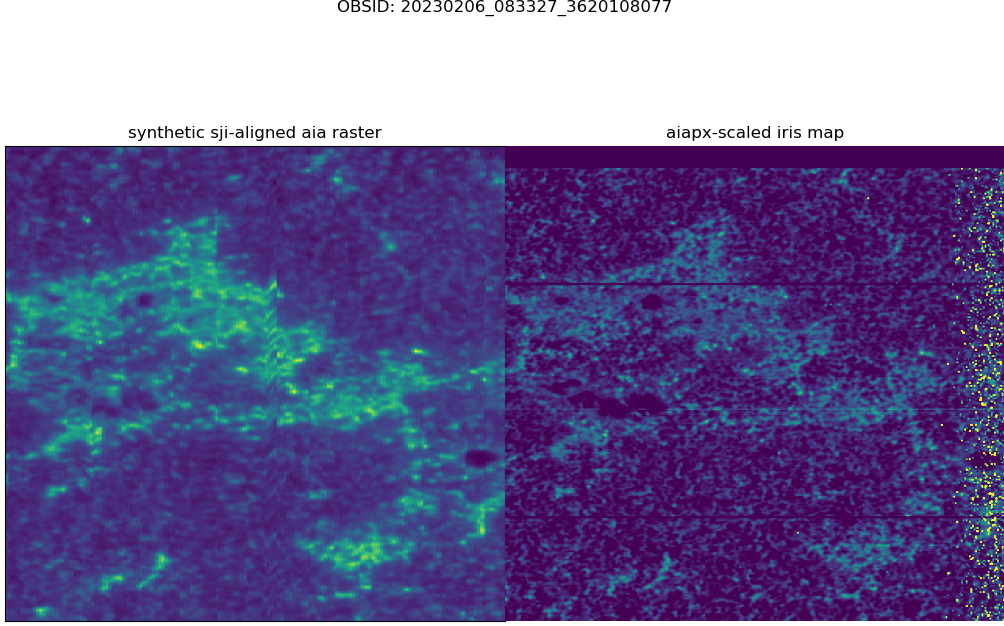 OBSID: 20230206_083327_3620108077
synthetic sji-aligned aia raster
aiapx-scaled iris map